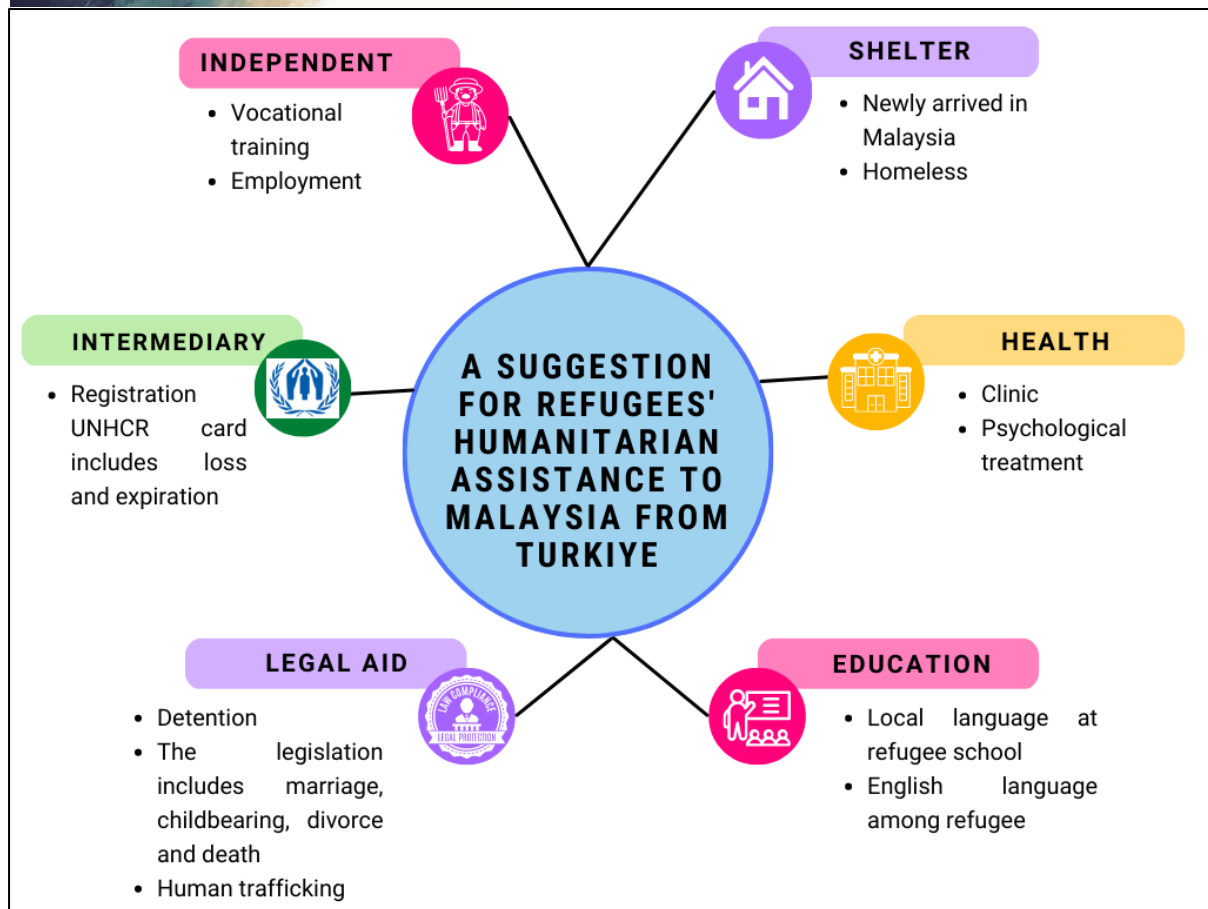 INDEPENDENT
• Vocational
training
• Employment
SHELTER
• Newly arrived in
Malaysia
• Homeless
INTERMEDIARY
• Registration
UNHCR card
includes loss
and expiration
A SUGGESTION
FOR REFUGEES'
HUMANITARIAN
ASSISTANCE TO
MALAYSIA FROM
TURKIYE
HEALTH
• Clinic
• Psychological
treatment
LEGAL AID
LAW COMPLIANCE
LEGAL PROTECTION
• Detention
• The legislation
includes marriage,
childbearing, divorce
and death
• Human trafficking
EDUCATION
• Local language at
refugee school
• English language
among refugee